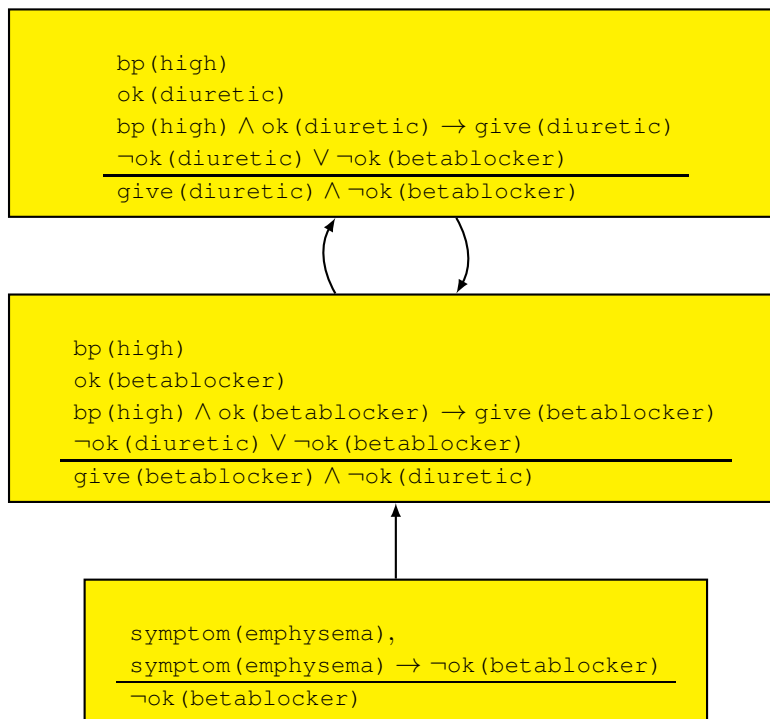 bp(high)
ok(diuretic)
bp(high) ∧ ok(diuretic) → give(diuretic)
¬ok(diuretic) ∨ ¬ok(betablocker)
give(diuretic) ∧ ¬ok(betablocker)
bp(high)
ok(betablocker)
bp(high) ∧ ok(betablocker) → give(betablocker)
¬ok(diuretic) ∨ ¬ok(betablocker)
give(betablocker) ∧ ¬ok(diuretic)
symptom(emphysema),
symptom(emphysema) → ¬ok(betablocker)
¬ok(betablocker)